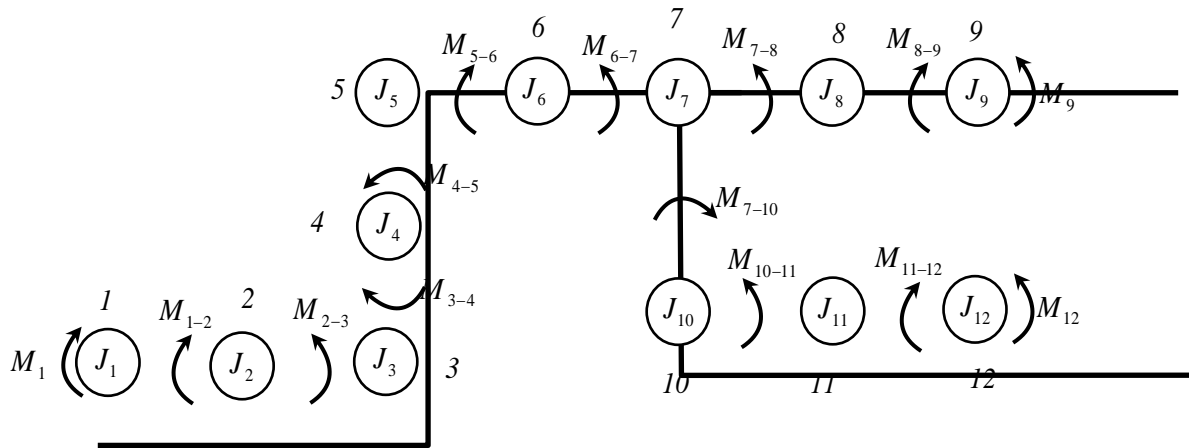 7
6
8
9
M₅₋₆
M₆₋₇
M₇₋₈
M₈₋₉
5
J₅
J₆
J₇
J₈
J₉
M₉
M₄₋₅
4
J₄
M₇₋₁₀
M₃₋₄
M₁₀₋₁₁
M₁₁₋₁₂
1
2
M₁₋₂
M₂₋₃
J₁₀
J₁₁
J₁₂
M₁₂
M₁
J₁
J₂
J₃
3
10
11
12